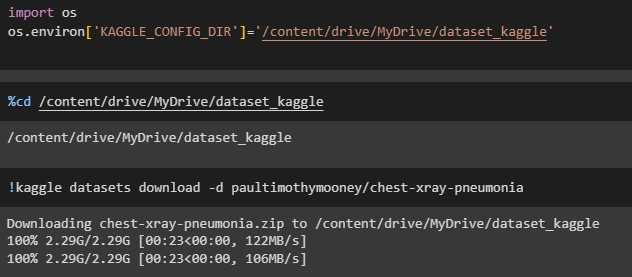 import os
os.environ['KAGGLE_CONFIG_DIR']='/content/drive/MyDrive/dataset_kaggle'
%cd /content/drive/MyDrive/dataset_kaggle
/content/drive/MyDrive/dataset_kaggle
!kaggle datasets download -d paultimothymooney/chest-xray-pneumonia
Downloading chest-xray-pneumonia.zip to /content/drive/MyDrive/dataset_kaggle
100% 2.29G/2.29G [00:23<00:00, 122MB/s]
100% 2.29G/2.29G [00:23<00:00, 106MB/s]